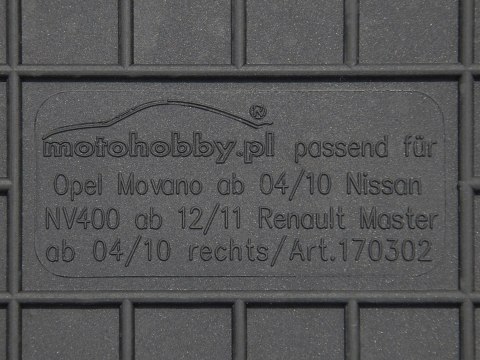 motohobby.pl® passend für
Opel Movano ab 04/10 Nissan
NV400 ab 12/11 Renault Master
ab 04/10 rechts/Art.170302